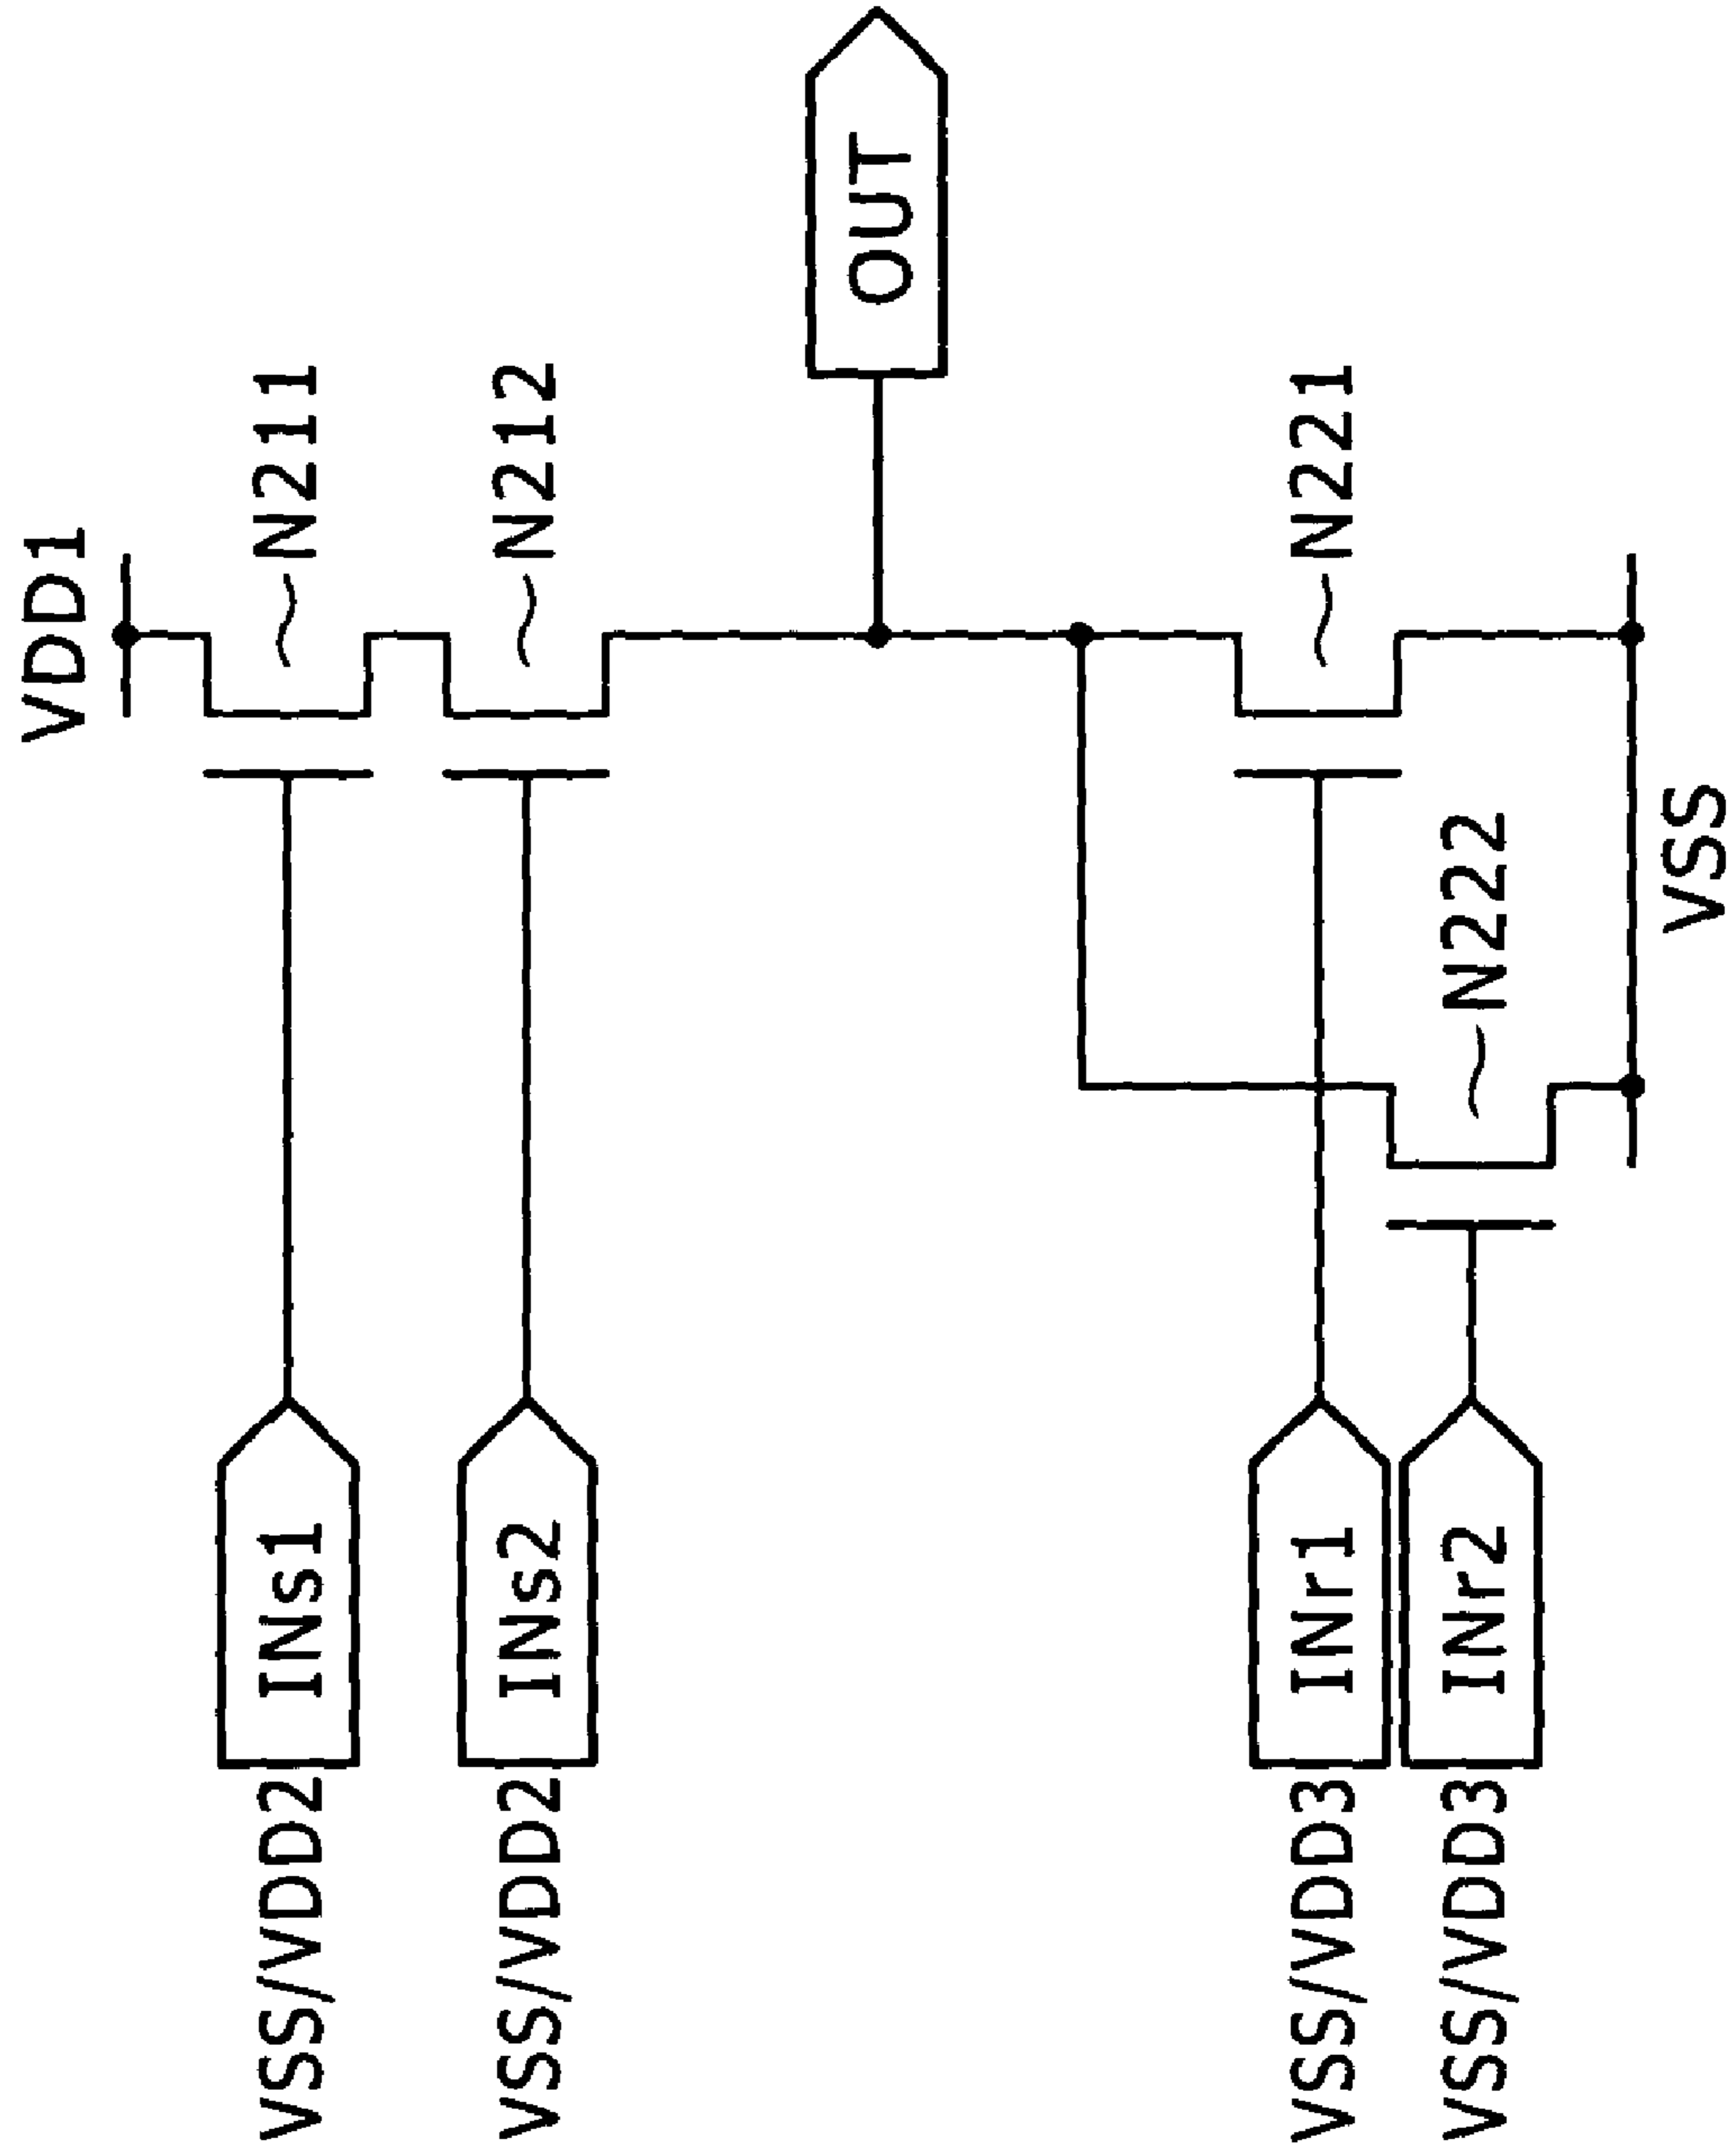 VDD1
N211
N212
OUT
N221
N222
VSS
VSS/VDD2 INs1
VSS/VDD2 INs2
VSS/VDD3 INr1
VSS/VDD3 INr2